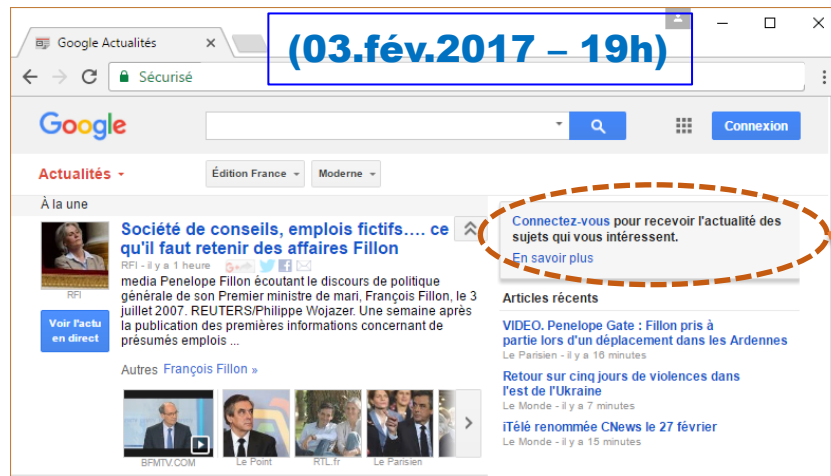 Google Actualités
(03.fév.2017 – 19h)
Sécurisé
Google
Connexion
Actualités
Édition France
Moderne
À la une
Société de conseils, emplois fictifs.... ce
qu'il faut retenir des affaires Fillon
RFI - il y a 1 heure
media Penelope Fillon écoutant le discours de politique
générale de son Premier ministre de mari, François Fillon, le 3
juillet 2007. REUTERS/Philippe Wojazer. Une semaine après
la publication des premières informations concernant de
présumés emplois ...
RFI
Voir l'actu
en direct
Autres François Fillon »
BFMTV.COM
Le Point
RTL.fr
Le Parisien
Connectez-vous pour recevoir l'actualité des
sujets qui vous intéressent.
En savoir plus
Articles récents
VIDEO. Penelope Gate : Fillon pris à
partie lors d'un déplacement dans les Ardennes
Le Parisien - il y a 16 minutes
Retour sur cinq jours de violences dans
l'est de l'Ukraine
Le Monde - il y a 7 minutes
iTélé renommée CNews le 27 février
Le Monde - il y a 15 minutes